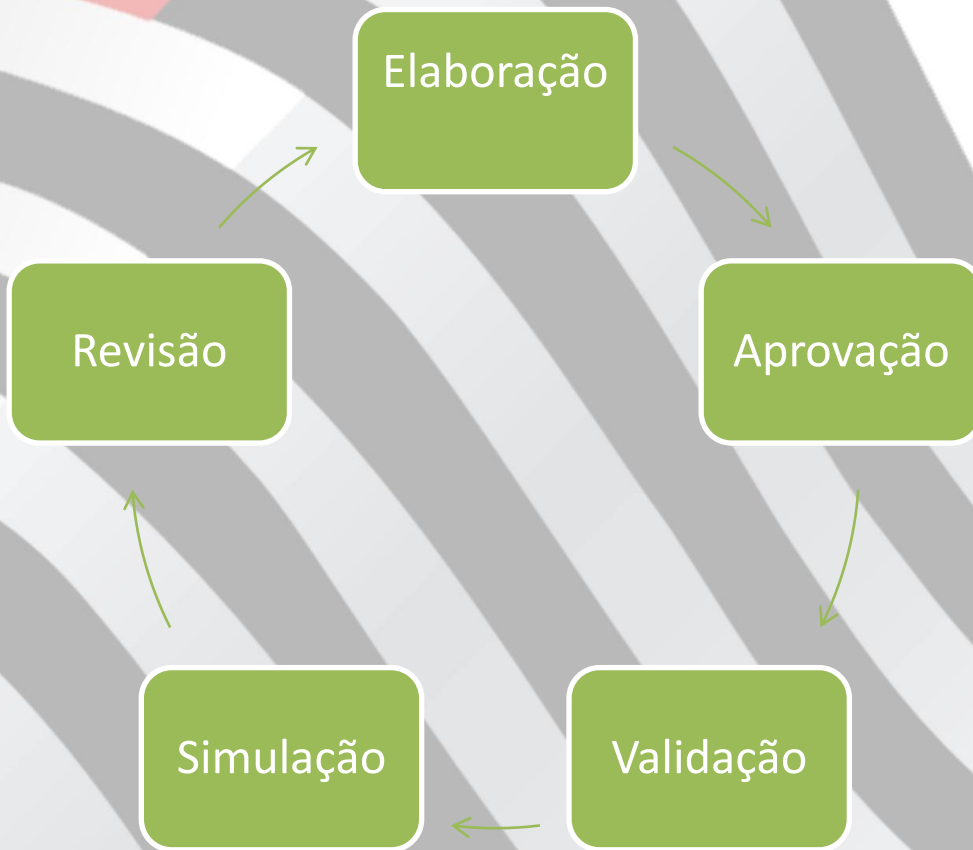 Elaboração
Aprovação
Validação
Simulação
Revisão